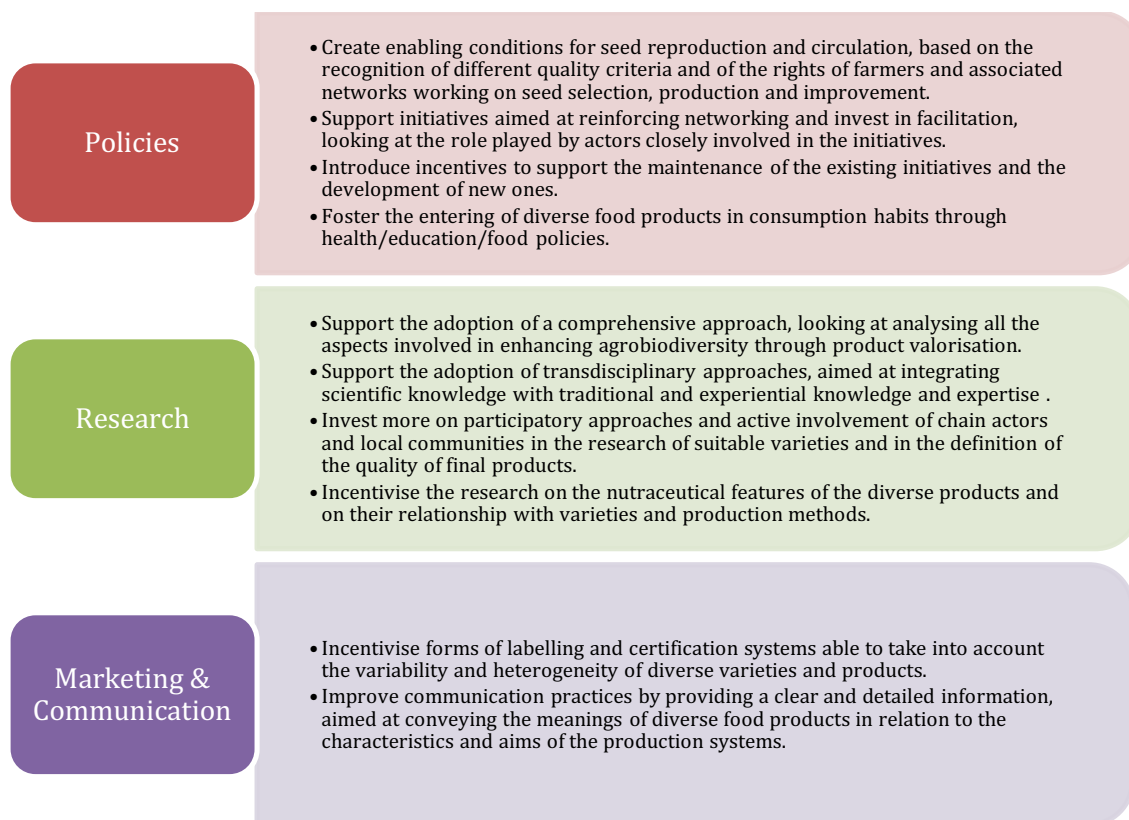 Policies
• Create enabling conditions for seed reproduction and circulation, based on the
recognition of different quality criteria and of the rights of farmers and associated
networks working on seed selection, production and improvement.
• Support initiatives aimed at reinforcing networking and invest in facilitation,
looking at the role played by actors closely involved in the initiatives.
• Introduce incentives to support the maintenance of the existing initiatives and the
development of new ones.
• Foster the entering of diverse food products in consumption habits through
health/education/food policies.
Research
• Support the adoption of a comprehensive approach, looking at analysing all the
aspects involved in enhancing agrobiodiversity through product valorisation.
• Support the adoption of transdisciplinary approaches, aimed at integrating
scientific knowledge with traditional and experiential knowledge and expertise .
• Invest more on participatory approaches and active involvement of chain actors
and local communities in the research of suitable varieties and in the definition of
the quality of final products.
• Incentivise the research on the nutraceutical features of the diverse products and
on their relationship with varieties and production methods.
Marketing &
Communication
• Incentivise forms of labelling and certification systems able to take into account
the variability and heterogeneity of diverse varieties and products.
• Improve communication practices by providing a clear and detailed information,
aimed at conveying the meanings of diverse food products in relation to the
characteristics and aims of the production systems.